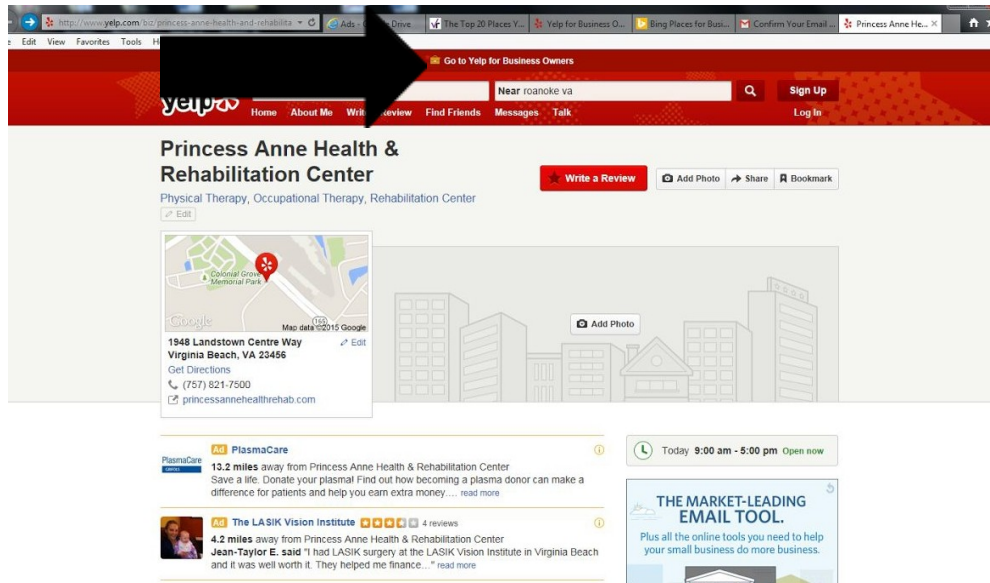 http://www.yelp.com/biz/princess-anne-health-and-rehabilita
Drive
The Top 20 Places Y...
Yelp for Business O...
Bing Places for Busi...
Confirm Your Email ...
Princess Anne He...
Edit View Favorites Tools
Go to Yelp for Business Owners
yelp
Near roanoke va
Sign Up
Home About Me Review Find Friends Messages Talk
Log In
Princess Anne Health &
Rehabilitation Center
Write a Review
Add Photo
Share
Bookmark
Physical Therapy, Occupational Therapy, Rehabilitation Center
Edit
Colonial Grove
Memorial Park
165
Google
Map data ©2015 Google
Add Photo
1948 Landstown Centre Way
Edit
Virginia Beach, VA 23456
Get Directions
(757) 821-7500
princessannehealthrehab.com
PlasmaCare
Ad PlasmaCare
13.2 miles away from Princess Anne Health & Rehabilitation Center
Save a life. Donate your plasma! Find out how becoming a plasma donor can make a
difference for patients and help you earn extra money.... read more
Today 9:00 am - 5:00 pm Open now
Ad The LASIK Vision Institute 4 reviews
4.2 miles away from Princess Anne Health & Rehabilitation Center
Jean-Taylor E. said "I had LASIK surgery at the LASIK Vision Institute in Virginia Beach
and it was well worth it. They helped me finance..." read more
THE MARKET-LEADING
EMAIL TOOL.
Plus all the online tools you need to help
your small business do more business.